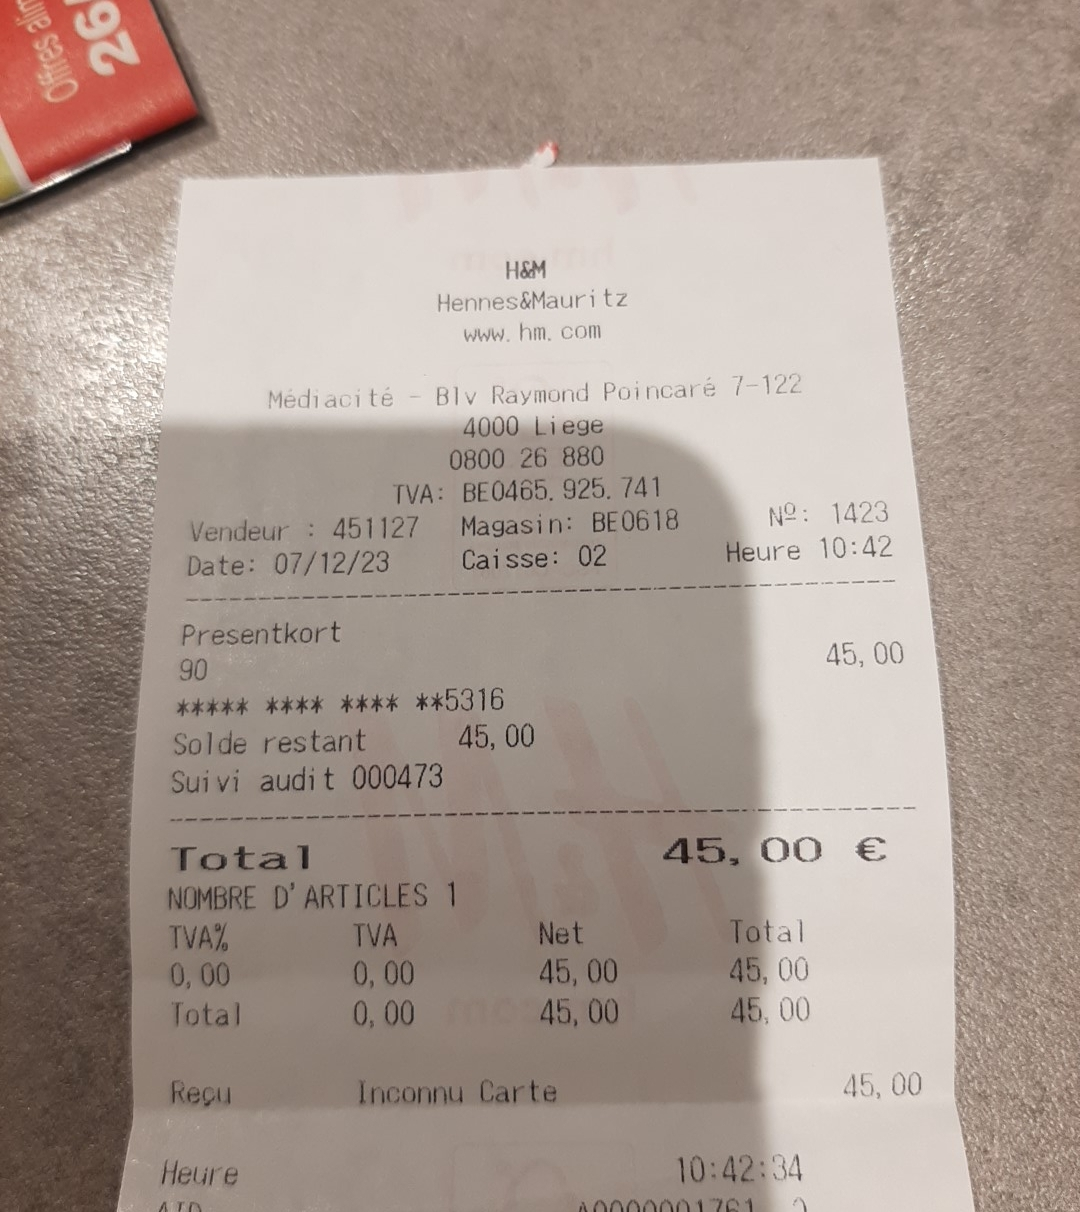 Offres
26
H&M
Hennes&Mauritz
www.hm.com
Médiacité - Blv Raymond Poincaré 7-122
4000 Liege
0800 26 880
TVA: BE0465.925.741
Vendeur : 451127 Magasin: BE0618 Nº: 1423
Date: 07/12/23 Caisse: 02 Heure 10:42
Presentkort
90 45,00
***** **** **** **5316
Solde restant 45,00
Suivi audit 000473
Total 45,00 €
NOMBRE D'ARTICLES 1
TVA% TVA Net Total
0,00 0,00 45,00 45,00
Total 0,00 45,00 45,00
Reçu Inconnu Carte 45,00
Heure 10:42:34
AID